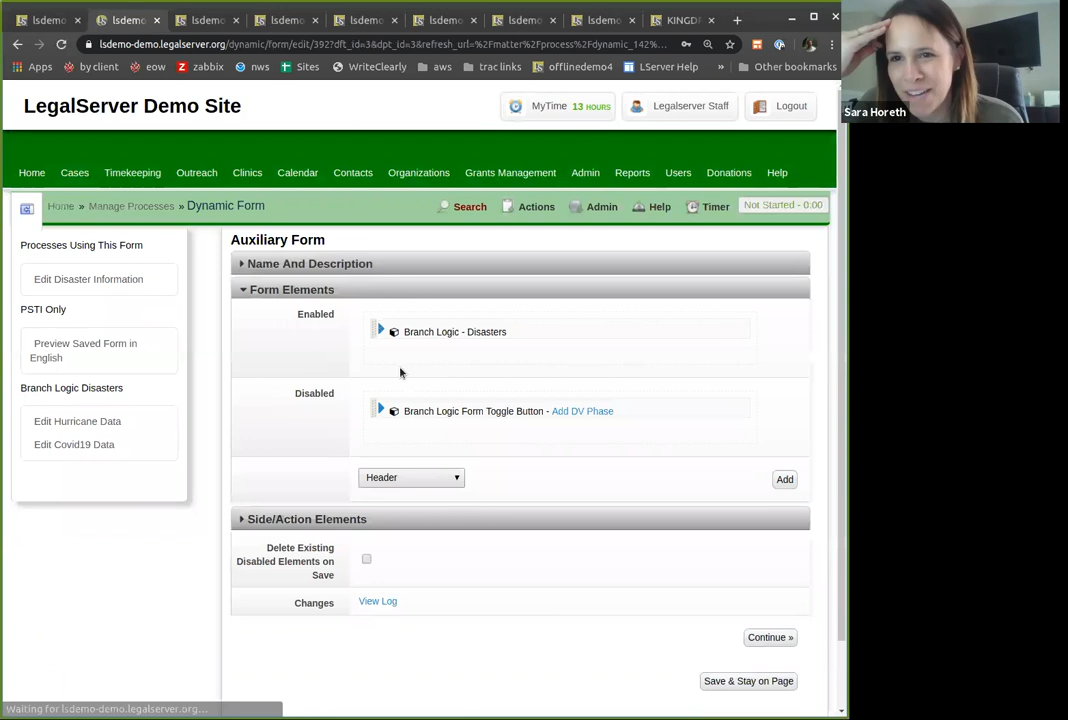 lsdemo
lsdemo
lsdemo
lsdemo
lsdemo
lsdemo
lsdemo
lsdemo
KINGDF
lsdemo-demo.legalserver.org/dynamic/form/edit/392?dft_id=3&dpt_id=3&refresh_url=%2Fmatter%2Fprocess%2Fdynamic_142%...
Apps
by client
eow
zabbix
nws
Sites
WriteClearly
aws
trac links
offlinedemo4
LServer Help
»
Other bookmarks
Sara Horeth
LegalServer Demo Site
MyTime 13 HOURS
Legalserver Staff
Logout
Home Cases Timekeeping Outreach Clinics Calendar Contacts Organizations Grants Management Admin Reports Users Donations Help
Home » Manage Processes » Dynamic Form
Search
Actions
Admin
Help
Timer
Not Started - 0:00
Processes Using This Form
Edit Disaster Information
PSTI Only
Preview Saved Form in
English
Branch Logic Disasters
Edit Hurricane Data
Edit Covid19 Data
Auxiliary Form
Name And Description
Form Elements
Enabled
Branch Logic - Disasters
Disabled
Branch Logic Form Toggle Button - Add DV Phase
Header
Add
Side/Action Elements
Delete Existing
Disabled Elements on
Save
Changes
View Log
Continue »
Save & Stay on Page
Waiting for lsdemo-demo.legalserver.org...